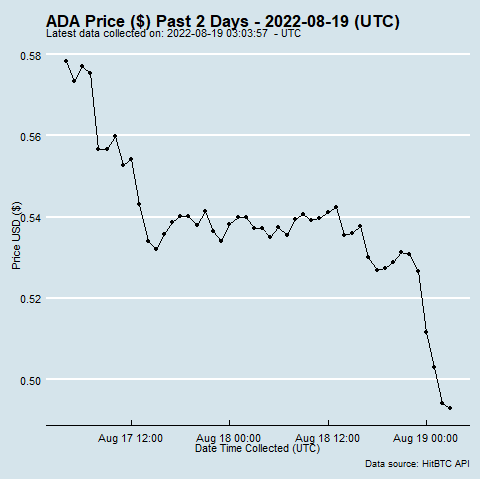 ADA Price ($) Past 2 Days - 2022-08-19 (UTC)
Latest data collected on: 2022-08-19 03:03:57 - UTC
0.58
0.56
0.54
0.52
0.50
Price USD ($)
Aug 17 12:00
Aug 18 00:00
Aug 18 12:00
Aug 19 00:00
Date Time Collected (UTC)
Data source: HitBTC API